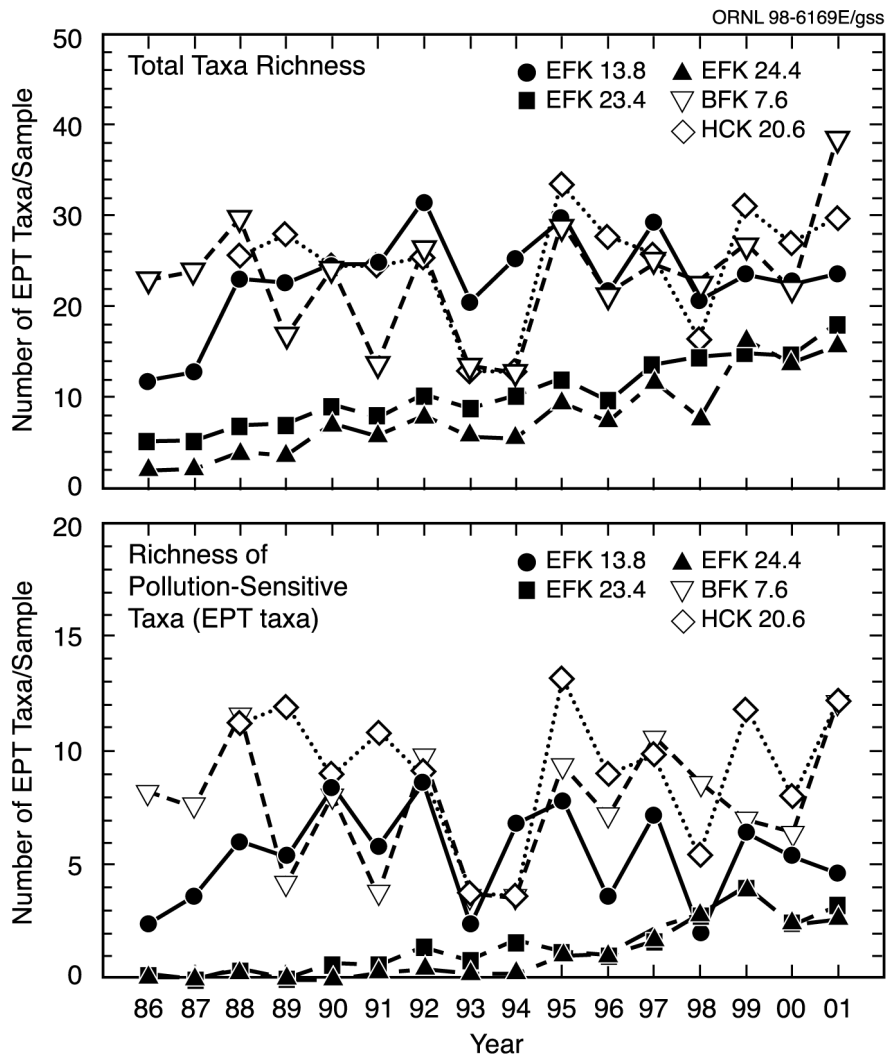 ORNL 98-6169E/gss
Total Taxa Richness
EFK 13.8
EFK 23.4
EFK 24.4
BFK 7.6
HCK 20.6
Number of EPT Taxa/Sample
50
40
30
20
10
0
Richness of
Pollution-Sensitive
Taxa (EPT taxa)
EFK 13.8
EFK 23.4
EFK 24.4
BFK 7.6
HCK 20.6
Number of EPT Taxa/Sample
20
15
10
5
0
86 87 88 89 90 91 92 93 94 95 96 97 98 99 00 01
Year